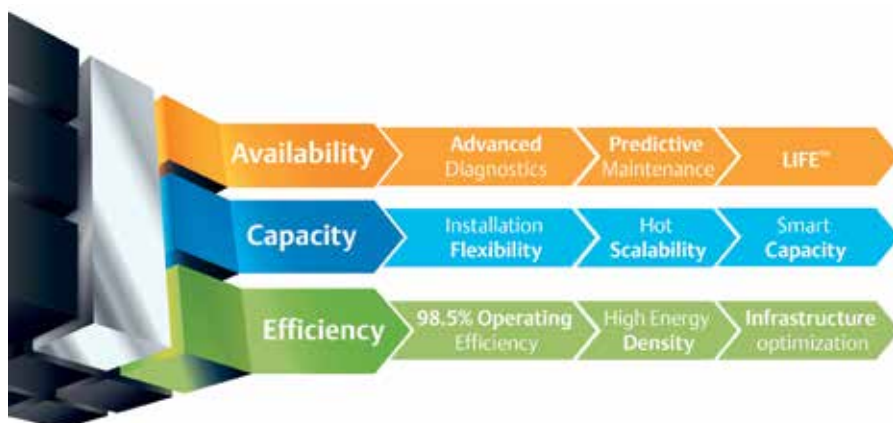 Availability
Advanced
Diagnostics
Predictive
Maintenance
LIFE™
Capacity
Installation
Flexibility
Hot
Scalability
Smart
Capacity
Efficiency
98.5% Operating
Efficiency
High Energy
Density
Infrastructure
optimization